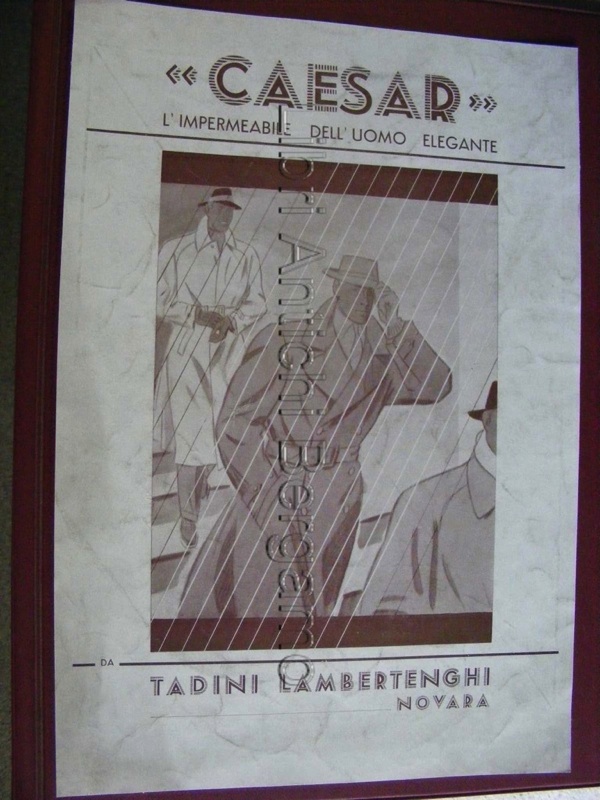 «CAESAR»
L'IMPERMEABILE DELL'UOMO ELEGANTE
DA
TADINI LAMBERTENGHI
NOVARA
Libri Antichi Bergamo